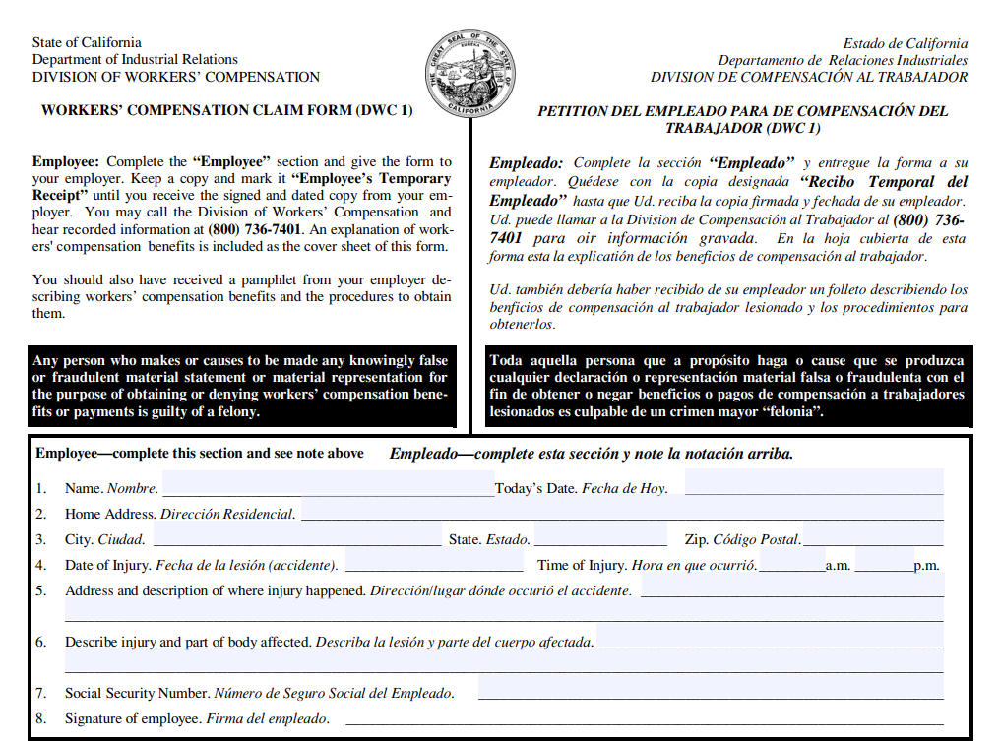 State of California
Department of Industrial Relations
DIVISION OF WORKERS' COMPENSATION
WORKERS' COMPENSATION CLAIM FORM (DWC 1)
Employee: Complete the “Employee” section and give the form to
your employer. Keep a copy and mark it “Employee's Temporary
Receipt” until you receive the signed and dated copy from your em-
ployer. You may call the Division of Workers' Compensation and
hear recorded information at (800) 736-7401. An explanation of work-
ers' compensation benefits is included as the cover sheet of this form.
You should also have received a pamphlet from your employer de-
scribing workers' compensation benefits and the procedures to obtain
them.
Any person who makes or causes to be made any knowingly false
or fraudulent material statement or material representation for
the purpose of obtaining or denying workers' compensation bene-
fits or payments is guilty of a felony.
THE GREAT SEAL OF THE STATE OF CALIFORNIA
EUREKA
Estado de California
Departamento de Relaciones Industriales
DIVISION DE COMPENSACIÓN AL TRABAJADOR
PETITION DEL EMPLEADO PARA DE COMPENSACIÓN DEL
TRABAJADOR (DWC 1)
Empleado: Complete la sección “Empleado” y entregue la forma a su
empleador. Quédese con la copia designada “Recibo Temporal del
Empleado” hasta que Ud. reciba la copia firmada y fechada de su empleador.
Ud. puede llamar a la Division de Compensación al Trabajador al (800) 736-
7401 para oir información gravada. En la hoja cubierta de esta
forma esta la explicatión de los beneficios de compensación al trabajador.
Ud. también debería haber recibido de su empleador un folleto describiendo los
benficios de compensación al trabajador lesionado y los procedimientos para
obtenerlos.
Toda aquella persona que a propósito haga o cause que se produzca
cualquier declaración o representación material falsa o fraudulenta con el
fin de obtener o negar beneficios o pagos de compensación a trabajadores
lesionados es culpable de un crimen mayor “felonia”.
Employee—complete this section and see note above Empleado—complete esta sección y note la notación arriba.
1. Name. Nombre. Today's Date. Fecha de Hoy.
2. Home Address. Dirección Residencial.
3. City. Ciudad. State. Estado. Zip. Código Postal.
4. Date of Injury. Fecha de la lesión (accidente). Time of Injury. Hora en que ocurrió. a.m. p.m.
5. Address and description of where injury happened. Dirección/lugar dónde occurió el accidente.
6. Describe injury and part of body affected. Describa la lesión y parte del cuerpo afectada.
7. Social Security Number. Número de Seguro Social del Empleado.
8. Signature of employee. Firma del empleado.